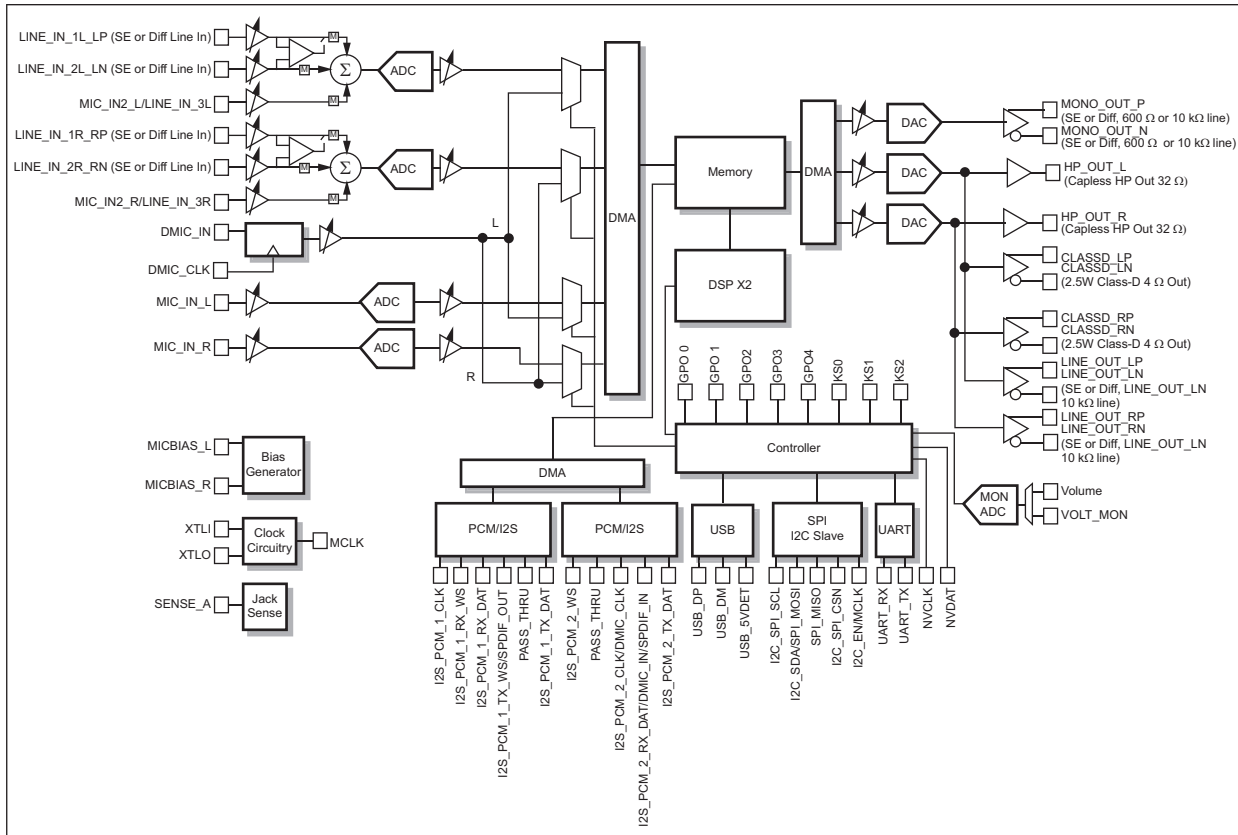 LINE_IN_1L_LP (SE or Diff Line In)
M
LINE_IN_2L_LN (SE or Diff Line In)
M
Σ
ADC
MIC_IN2_L/LINE_IN_3L
M
LINE_IN_1R_RP (SE or Diff Line In)
M
LINE_IN_2R_RN (SE or Diff Line In)
M
Σ
ADC
MIC_IN2_R/LINE_IN_3R
M
DMIC_IN
L
DMIC_CLK
MIC_IN_L
ADC
MIC_IN_R
ADC
R
DMA
Memory
DSP X2
DMA
DAC
DAC
DAC
MONO_OUT_P
(SE or Diff, 600 Ω or 10 kΩ line)
MONO_OUT_N
(SE or Diff, 600 Ω or 10 kΩ line)
HP_OUT_L
(Capless HP Out 32 Ω)
HP_OUT_R
(Capless HP Out 32 Ω)
CLASSD_LP
CLASSD_LN
(2.5W Class-D 4 Ω Out)
CLASSD_RP
CLASSD_RN
(2.5W Class-D 4 Ω Out)
LINE_OUT_LP
LINE_OUT_LN
(SE or Diff, LINE_OUT_LN
10 kΩ line)
LINE_OUT_RP
LINE_OUT_RN
(SE or Diff, LINE_OUT_LN
10 kΩ line)
GPO 0
GPO 1
GPO2
GPO3
GPO4
KS0
KS1
KS2
Controller
MICBIAS_L
MICBIAS_R
Bias
Generator
XTLI
XTLO
Clock
Circuitry
MCLK
SENSE_A
Jack
Sense
DMA
PCM/I2S
PCM/I2S
USB
SPI
I2C Slave
UART
MON
ADC
Volume
VOLT_MON
I2S_PCM_1_CLK
I2S_PCM_1_RX_WS
I2S_PCM_1_RX_DAT
I2S_PCM_1_TX_WS/SPDIF_OUT
PASS_THRU
I2S_PCM_1_TX_DAT
I2S_PCM_2_WS
PASS_THRU
I2S_PCM_2_CLK/DMIC_CLK
I2S_PCM_2_RX_DAT/DMIC_IN/SPDIF_IN
I2S_PCM_2_TX_DAT
USB_DP
USB_DM
USB_5VDET
I2C_SPI_SCL
I2C_SDA/SPI_MOSI
SPI_MISO
I2C_SPI_CSN
I2C_EN/MCLK
UART_RX
UART_TX
NVCLK
NVDAT